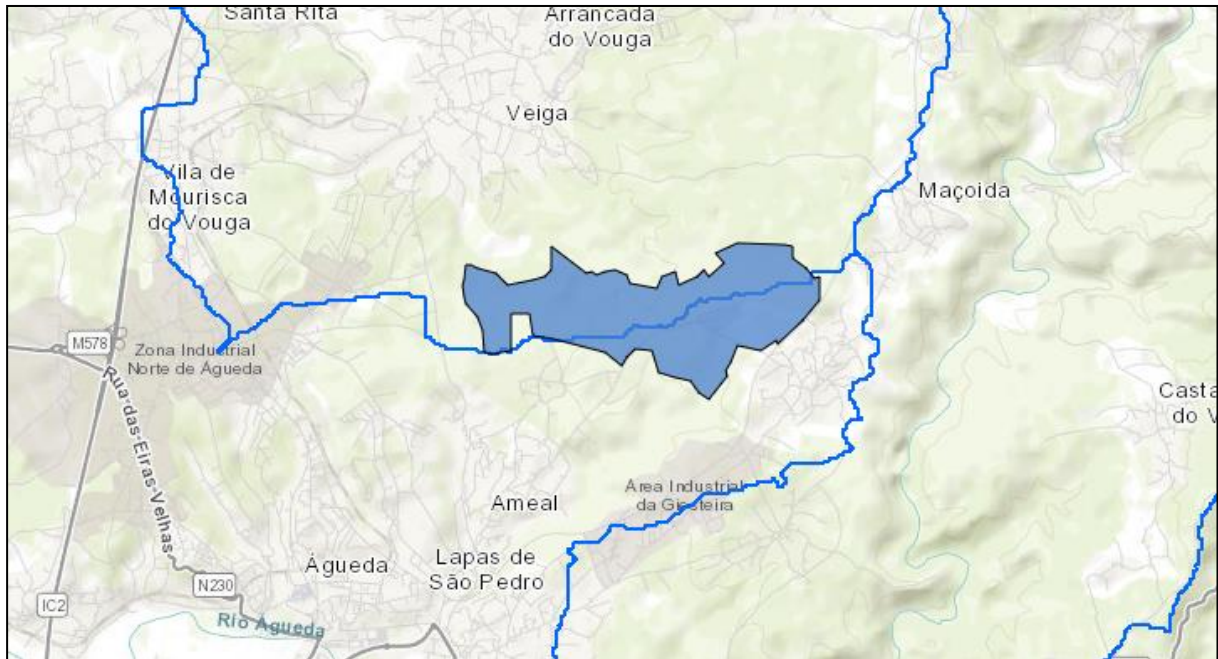 Santa Rita
Arrancada
do Vouga
Veiga
Vila de
Mourisca
do Vouga
Maçoida
M578
Zona Industrial
Norte de Águeda
Rua-das-Eiras-Velhas
Casta
do V
Área Industrial
da Giesteira
Ameal
Águeda
Lapas de
São Pedro
N230
IC2
Rio Águeda